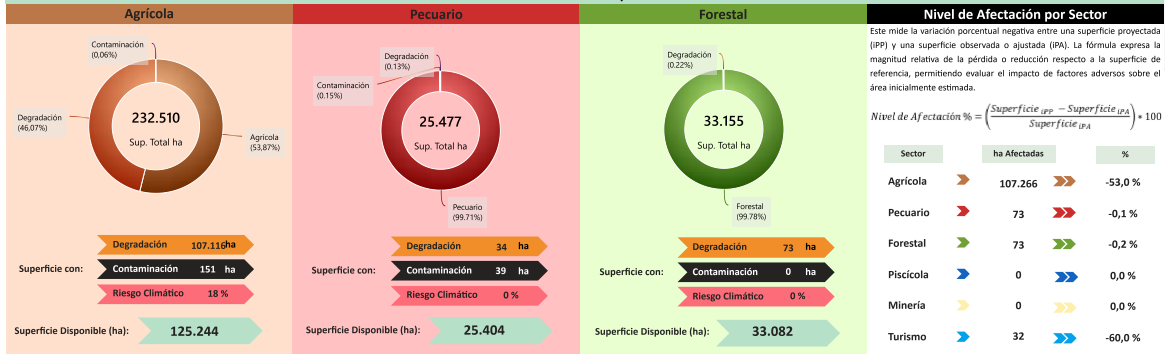 Agrícola
Contaminación
(0,06%)
Degradación
(46,07%)
232.510
Sup. Total ha
Agricola
(53,87%)
Superficie con:
Degradación 107.116 ha
Contaminación 151 ha
Riesgo Climático 18 %
Superficie Disponible (ha): 125.244
Pecuario
Degradación
(0.13%)
Contaminación
(0.15%)
25.477
Sup. Total ha
Pecuario
(99.71%)
Superficie con:
Degradación 34 ha
Contaminación 39 ha
Riesgo Climático 0 %
Superficie Disponible (ha): 25.404
Forestal
Degradación
(0.22%)
33.155
Sup. Total ha
Forestal
(99.78%)
Superficie con:
Degradación 73 ha
Contaminación 0 ha
Riesgo Climático 0 %
Superficie Disponible (ha): 33.082
Nivel de Afectación por Sector
Este mide la variación porcentual negativa entre una superficie proyectada
(iPP) y una superficie observada o ajustada (iPA). La fórmula expresa la
magnitud relativa de la pérdida o reducción respecto a la superficie de
referencia, permitiendo evaluar el impacto de factores adversos sobre el
área inicialmente estimada.
Nivel de Afectación % = (Superficie iPP − Superficie iPA / Superficie iPA) * 100
Sector ha Afectadas %
Agrícola 107.266 -53,0 %
Pecuario 73 -0,1 %
Forestal 73 -0,2 %
Piscícola 0 0,0 %
Minería 0 0,0 %
Turismo 32 -60,0 %